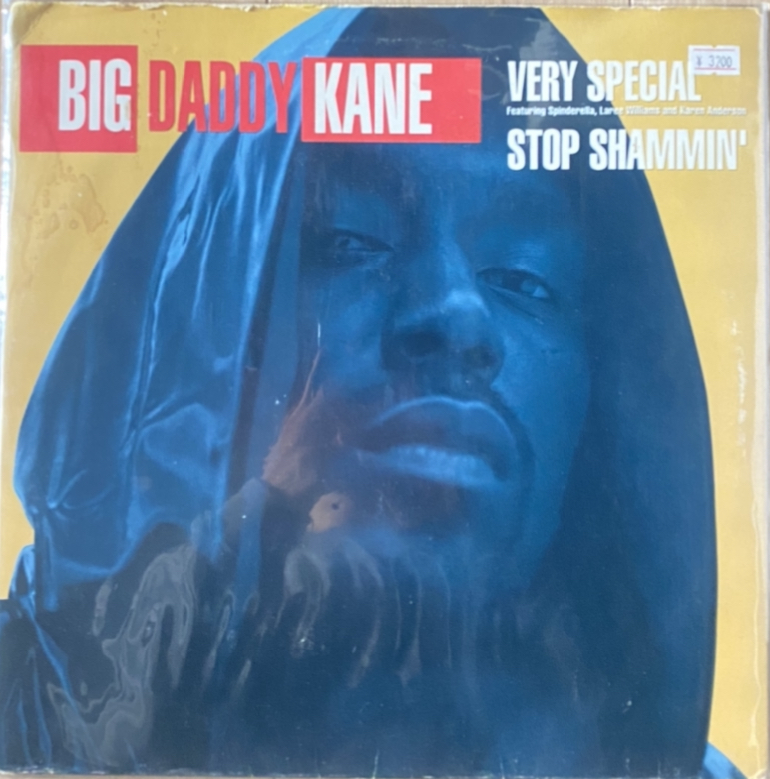 BIG DADDY KANE
VERY SPECIAL
¥ 3200
Featuring Spinderella, Laree Williams and Karen Anderson
STOP SHAMMIN'